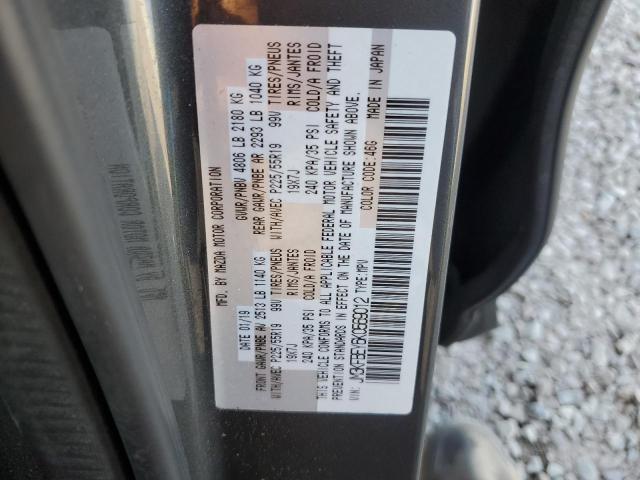 MFD. BY MAZDA MOTOR CORPORATION
DATE 01/19 GVWR/PNBV 4806 LB 2180 KG
FRONT GAWR/PNBE AV 2513 LB 1140 KG REAR GAWR/PNBE AR 2293 LB 1040 KG
WITH/AVEC P225/55R19 99V TIRES/PNEUS WITH/AVEC P225/55R19 99V TIRES/PNEUS
19X7J RIMS/JANTES 19X7J RIMS/JANTES
240 KPA/35 PSI COLD/A FROID 240 KPA/35 PSI COLD/A FROID
THIS VEHICLE CONFORMS TO ALL APPLICABLE FEDERAL MOTOR VEHICLE SAFETY AND THEFT
PREVENTION STANDARDS IN EFFECT ON THE DATE OF MANUFACTURE SHOWN ABOVE.
VIN: JM3KFBEY6K0569012 TYPE:MPV COLOR CODE:46G MADE IN JAPAN